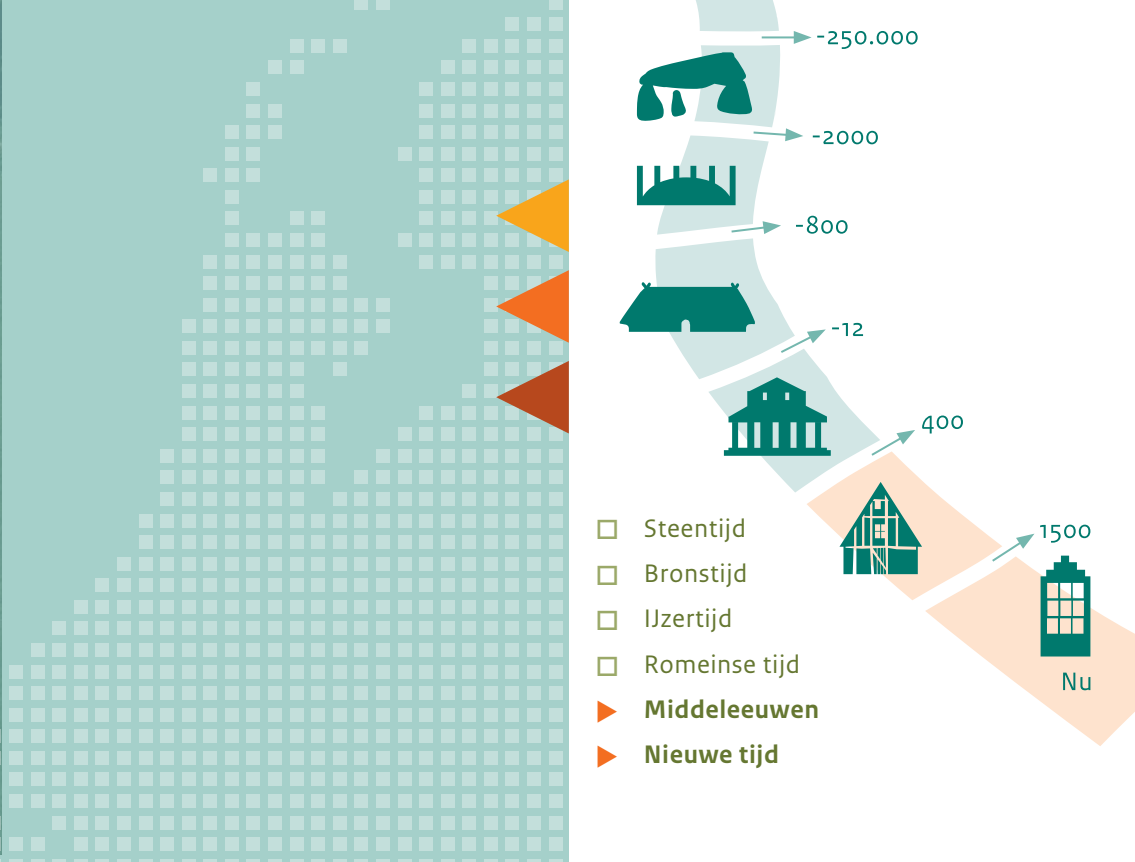 -250.000
-2000
-800
-12
400
1500
Nu
Steentijd
Bronstijd
IJzertijd
Romeinse tijd
Middeleeuwen
Nieuwe tijd